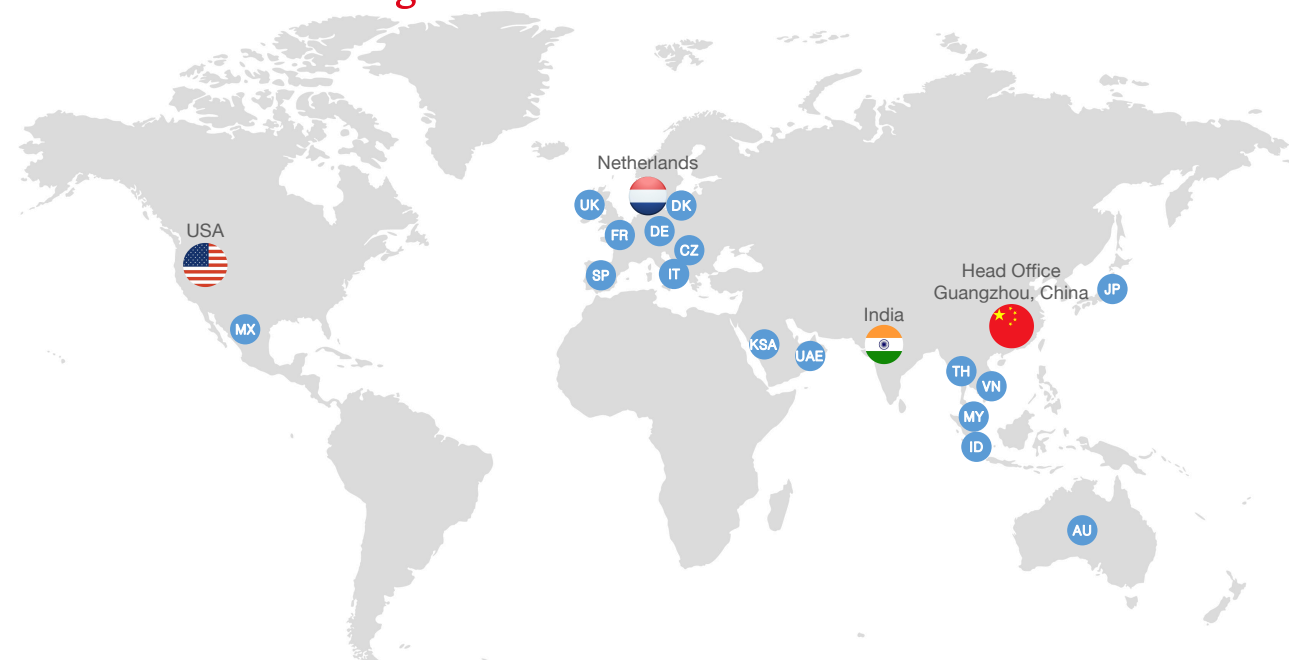 g
Netherlands
UK
DK
FR
DE
CZ
SP
IT
USA
MX
Head Office
Guangzhou, China
JP
India
KSA
UAE
TH
VN
MY
ID
AU